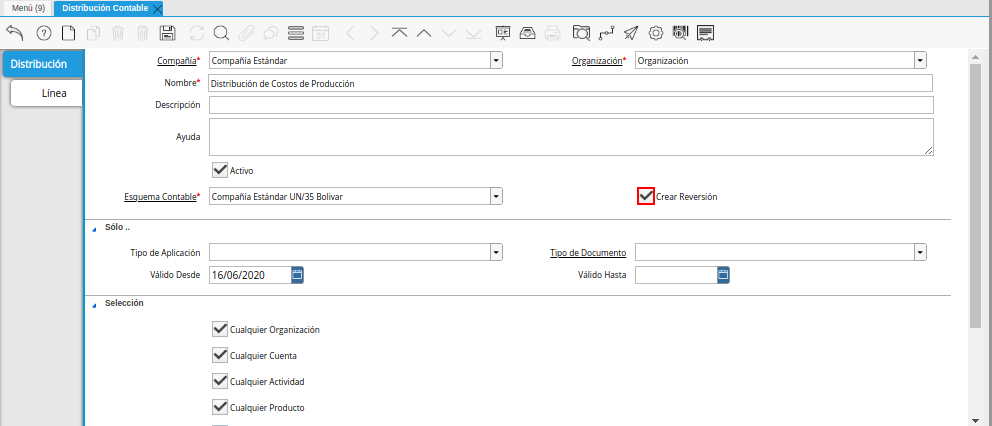 Menú (9) Distribución Contable
Distribución
Línea
Compañía* Compañía Estándar Organización* Organización
Nombre* Distribución de Costos de Producción
Descripción
Ayuda
Activo
Esquema Contable* Compañía Estándar UN/35 Bolivar Crear Reversión
Sólo ..
Tipo de Aplicación Tipo de Documento
Válido Desde 16/06/2020 Válido Hasta
Selección
Cualquier Organización
Cualquier Cuenta
Cualquier Actividad
Cualquier Producto